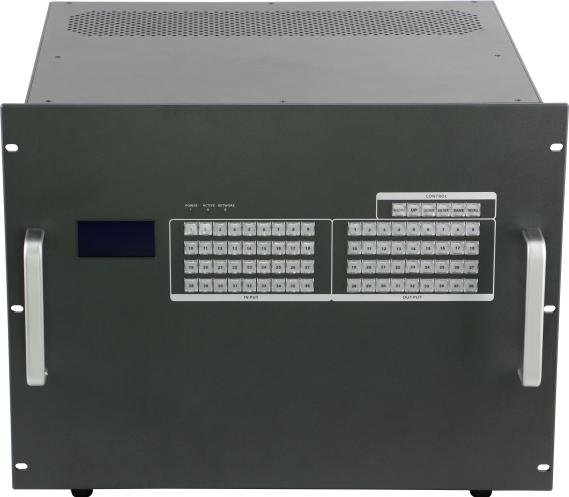 CONTROL
POWER ACTIVE NETWORK
UP
1 2 3 4 5 6 7 8 9
10 11 12 13 14 15 16 17 18
19 20 21 22 23 24 25 26 27
28 29 30 31 32 33 34 35 36
INPUT
1 2 3 4 5 6 7 8 9
10 11 12 13 14 15 16 17 18
19 20 21 22 23 24 25 26 27
28 29 30 31 32 33 34 35 36
OUTPUT